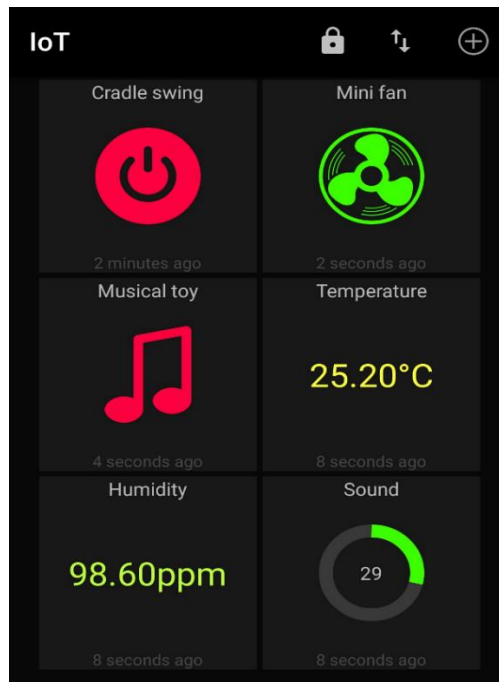 IoT
Cradle swing
Mini fan
2 minutes ago
2 seconds ago
Musical toy
Temperature
25.20°C
4 seconds ago
8 seconds ago
Humidity
Sound
98.60ppm
29
8 seconds ago
8 seconds ago